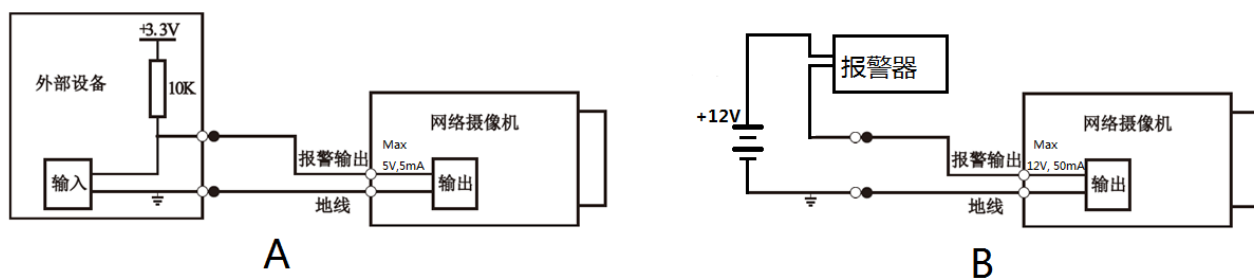 +3.3V
外部设备
10K
输入
报警输出
地线
网络摄像机
Max
5V,5mA
输出
A
报警器
+12V
报警输出
地线
网络摄像机
Max
12V, 50mA
输出
B